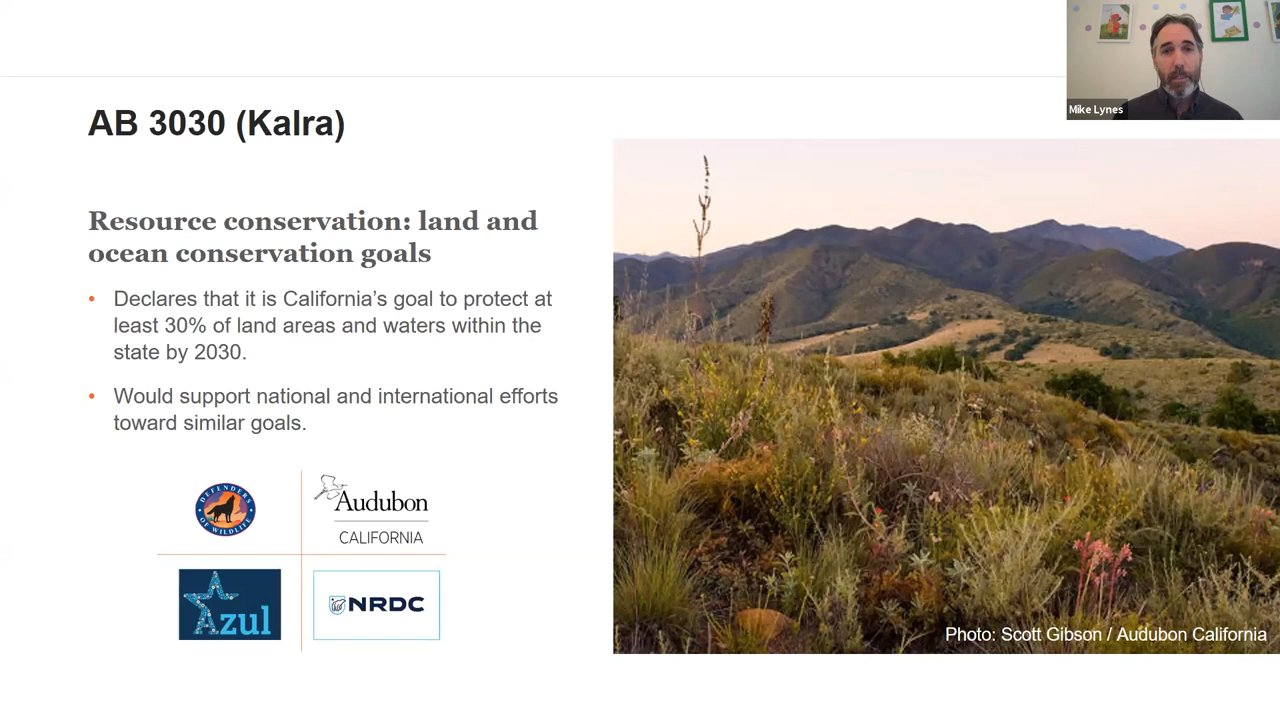 Mike Lynes
AB 3030 (Kalra)
Resource conservation: land and
ocean conservation goals
• Declares that it is California's goal to protect at
least 30% of land areas and waters within the
state by 2030.
• Would support national and international efforts
toward similar goals.
DEFENDERS
OF WILDLIFE
Audubon
CALIFORNIA
Azul
NRDC
Photo: Scott Gibson / Audubon California